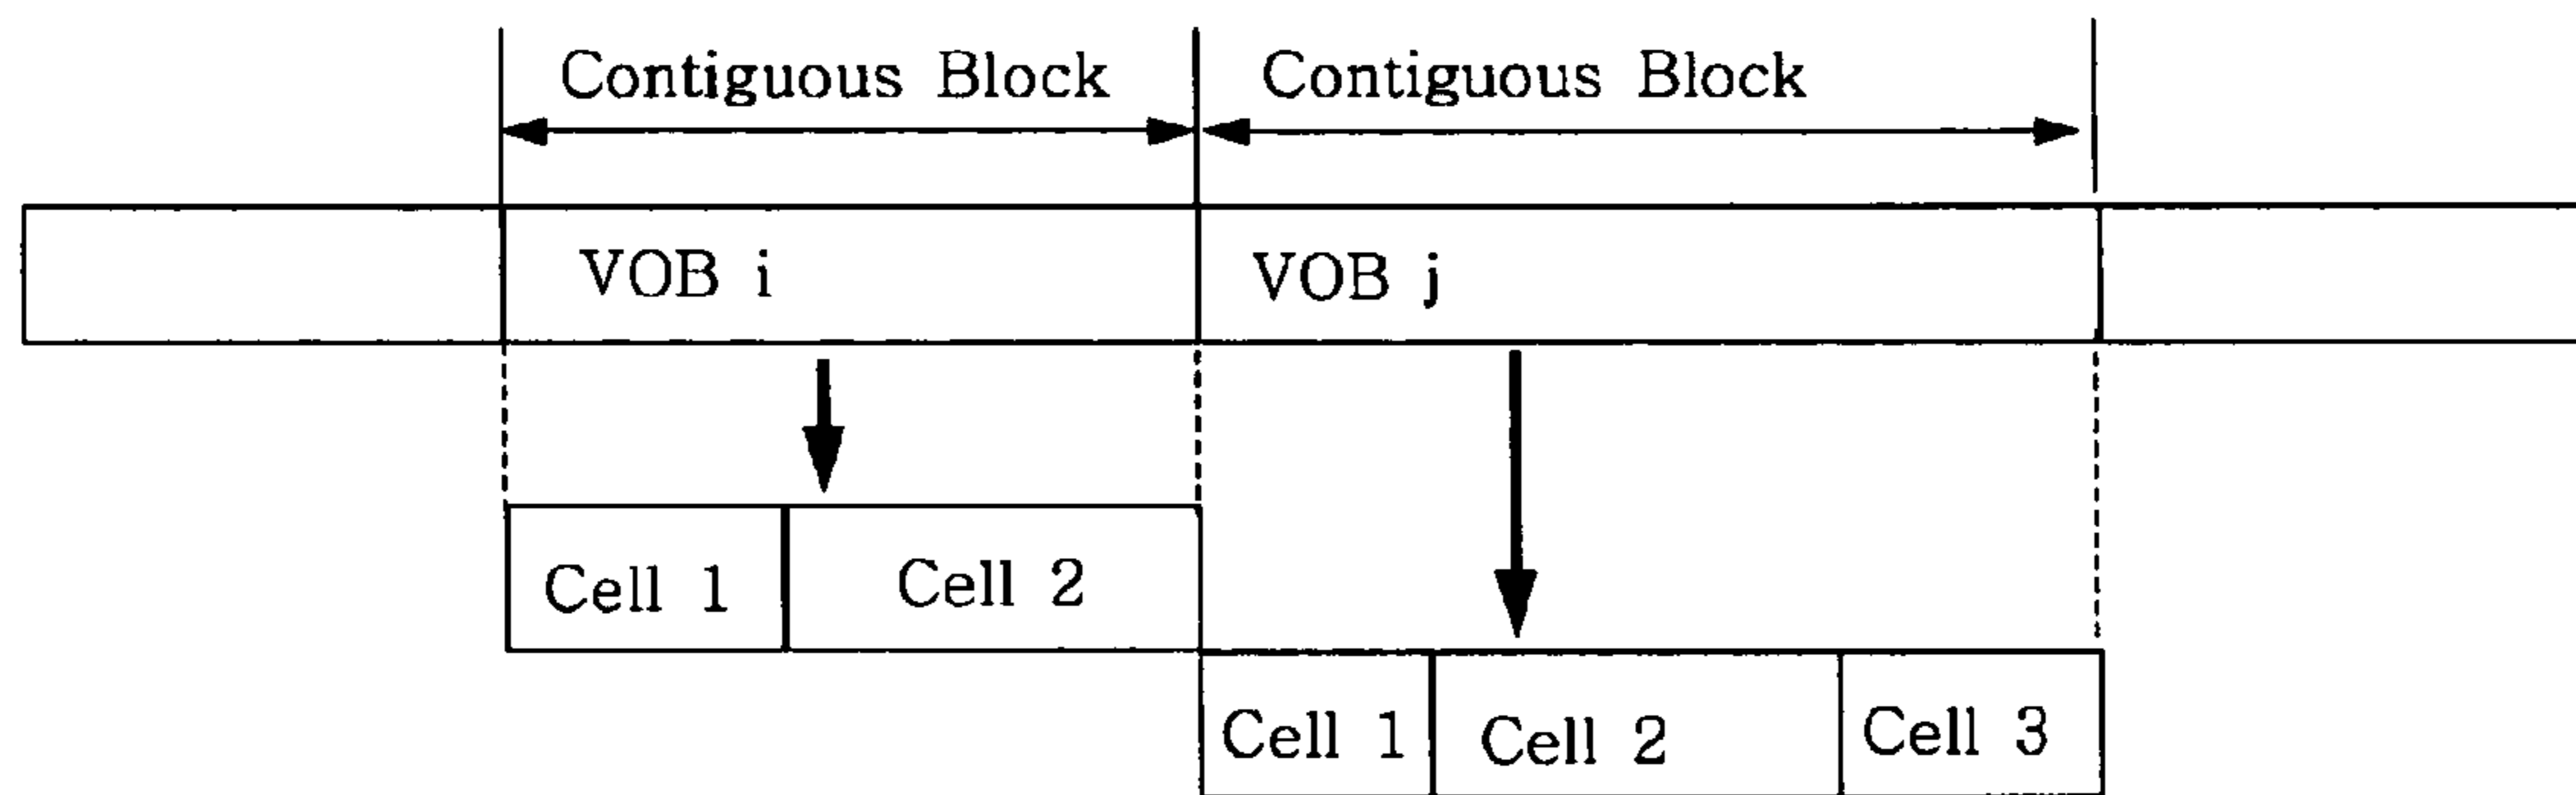 Contiguous Block Contiguous Block
VOB i VOB j
Cell 1 Cell 2
Cell 1 Cell 2 Cell 3